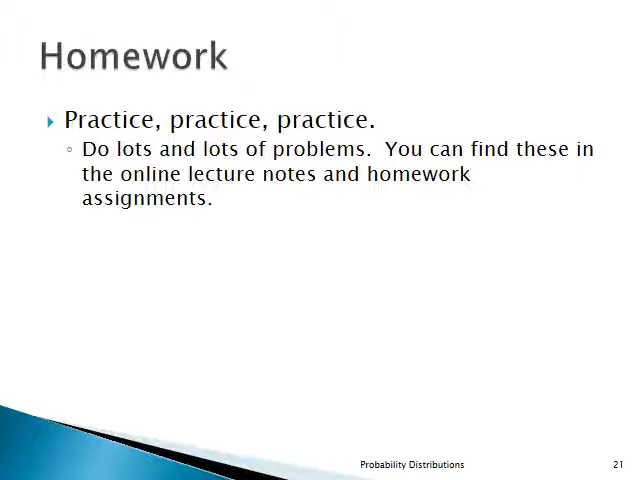 Homework
Practice, practice, practice.
Do lots and lots of problems.  You can find these in
the online lecture notes and homework
assignments.
Probability Distributions 21